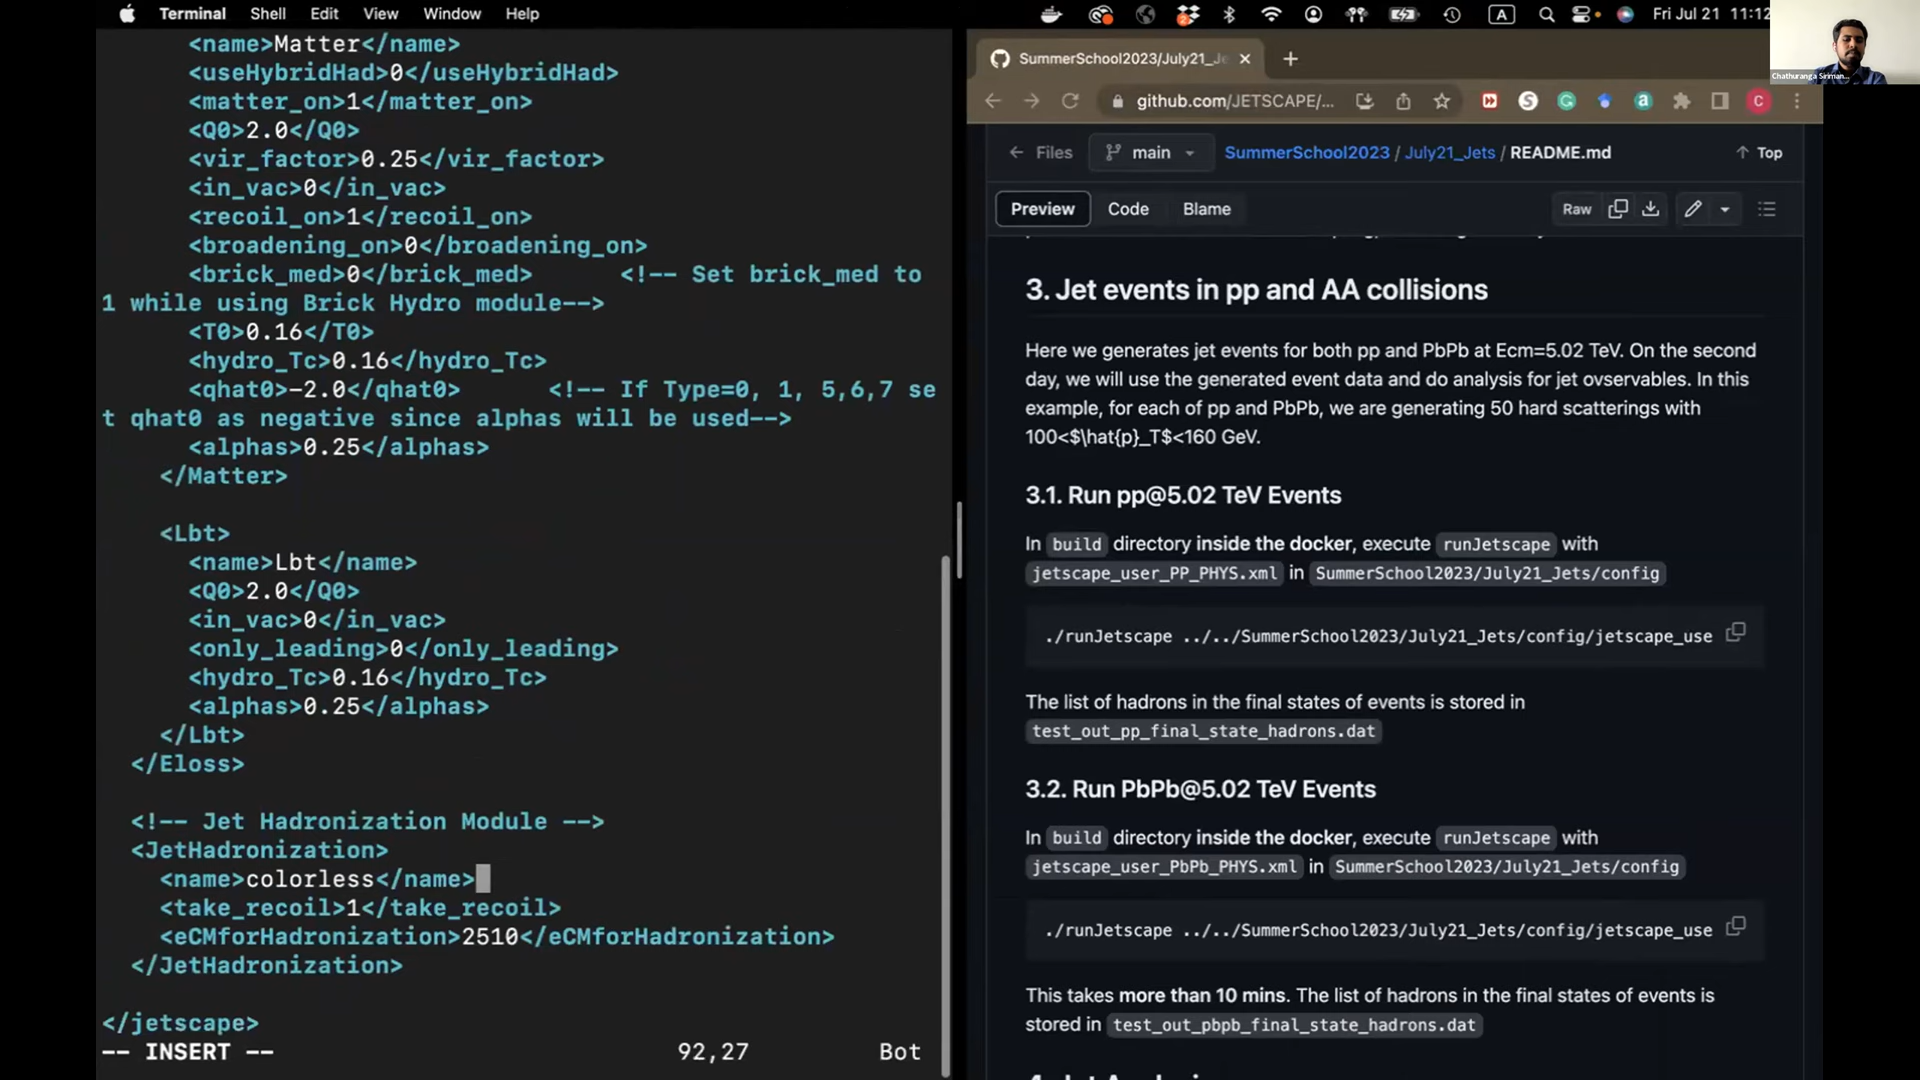 Terminal Shell Edit View Window Help
A
Fri Jul 21 11:12
Chathuranga Siriman...
<name>Matter</name>
<useHybridHad>0</useHybridHad>
<matter_on>1</matter_on>
<Q0>2.0</Q0>
<vir_factor>0.25</vir_factor>
<in_vac>0</in_vac>
<recoil_on>1</recoil_on>
<broadening_on>0</broadening_on>
<brick_med>0</brick_med> <!-- Set brick_med to
1 while using Brick Hydro module-->
<T0>0.16</T0>
<hydro_Tc>0.16</hydro_Tc>
<qhat0>-2.0</qhat0> <!-- If Type=0, 1, 5,6,7 se
t qhat0 as negative since alphas will be used-->
<alphas>0.25</alphas>
</Matter>
<Lbt>
<name>Lbt</name>
<Q0>2.0</Q0>
<in_vac>0</in_vac>
<only_leading>0</only_leading>
<hydro_Tc>0.16</hydro_Tc>
<alphas>0.25</alphas>
</Lbt>
</Eloss>
<!-- Jet Hadronization Module -->
<JetHadronization>
<name>colorless</name>
<take_recoil>1</take_recoil>
<eCMforHadronization>2510</eCMforHadronization>
</JetHadronization>
</jetscape>
-- INSERT -- 92,27 Bot
SummerSchool2023/July21_Je
github.com/JETSCAPE/...
Files main SummerSchool2023 / July21_Jets / README.md Top
Preview Code Blame Raw
3. Jet events in pp and AA collisions
Here we generates jet events for both pp and PbPb at Ecm=5.02 TeV. On the second
day, we will use the generated event data and do analysis for jet ovservables. In this
example, for each of pp and PbPb, we are generating 50 hard scatterings with
100<$\hat{p}_T$<160 GeV.
3.1. Run pp@5.02 TeV Events
In build directory inside the docker, execute runJetscape with
jetscape_user_PP_PHYS.xml in SummerSchool2023/July21_Jets/config
./runJetscape ../../SummerSchool2023/July21_Jets/config/jetscape_use
The list of hadrons in the final states of events is stored in
test_out_pp_final_state_hadrons.dat
3.2. Run PbPb@5.02 TeV Events
In build directory inside the docker, execute runJetscape with
jetscape_user_PbPb_PHYS.xml in SummerSchool2023/July21_Jets/config
./runJetscape ../../SummerSchool2023/July21_Jets/config/jetscape_use
This takes more than 10 mins. The list of hadrons in the final states of events is
stored in test_out_pbpb_final_state_hadrons.dat